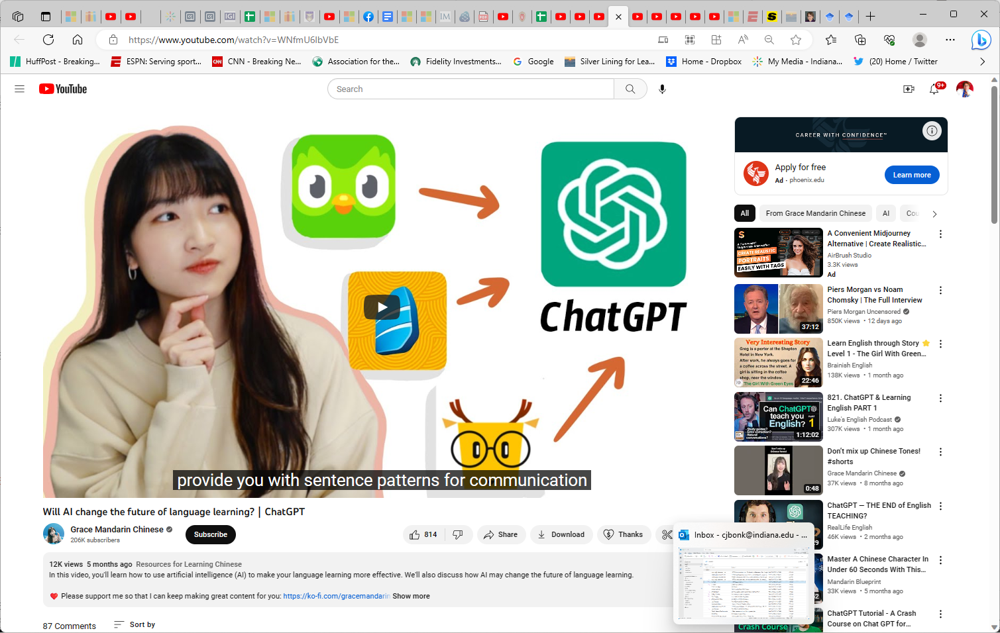 https://www.youtube.com/watch?v=WNfmU6IbVbE
HuffPost - Breaking...
ESPN: Serving sport...
CNN - Breaking Ne...
Association for the...
Fidelity Investments...
Google
Silver Lining for Lea...
Home - Dropbox
My Media - Indiana...
(20) Home / Twitter
YouTube
Search
9+
CAREER WITH CONFIDENCE™
Apply for free
Ad · phoenix.edu
Learn more
ChatGPT
provide you with sentence patterns for communication
Will AI change the future of language learning? | ChatGPT
Grace Mandarin Chinese
206K subscribers
Subscribe
814
Share
Download
Thanks
12K views 5 months ago Resources for Learning Chinese
In this video, you'll learn how to use artificial intelligence (AI) to make your language learning more effective. We'll also discuss how AI may change the future of language learning.
Please support me so that I can keep making great content for you: https://ko-fi.com/gracemandarin Show more
87 Comments
Sort by
All
From Grace Mandarin Chinese
AI
Cou
CREATE REALISTIC
PORTRAITS
EASILY WITH TAGS
A Convenient Midjourney
Alternative | Create Realistic...
AirBrush Studio
3.3K views
Ad
37:12
Piers Morgan vs Noam
Chomsky | The Full Interview
Piers Morgan Uncensored
850K views • 12 days ago
Very Interesting Story
Greg is a porter at the Shepton
Hotel in New York.
After work, he always goes for
a coffee across the street. A
girl is sitting in the coffee
shop, near the window.
The Girl With Green Eyes
22:46
Learn English through Story ⭐
Level 1 - The Girl With Green...
Brainish English
138K views • 1 month ago
Can ChatGPT
teach you
English?
PART
1
1:12:02
821. ChatGPT & Learning
English PART 1
Luke's English Podcast
307K views • 1 month ago
0:48
Don't mix up Chinese Tones!
#shorts
Grace Mandarin Chinese
37K views • 8 months ago
ChatGPT — THE END of English
TEACHING?
RealLife English
46K views • 2 months ago
Master A Chinese Character In
Under 60 Seconds With This...
Mandarin Blueprint
33K views • 5 months ago
Crash Course
ChatGPT Tutorial - A Crash
Course on Chat GPT for...
Inbox - cjbonk@indiana.edu - ...